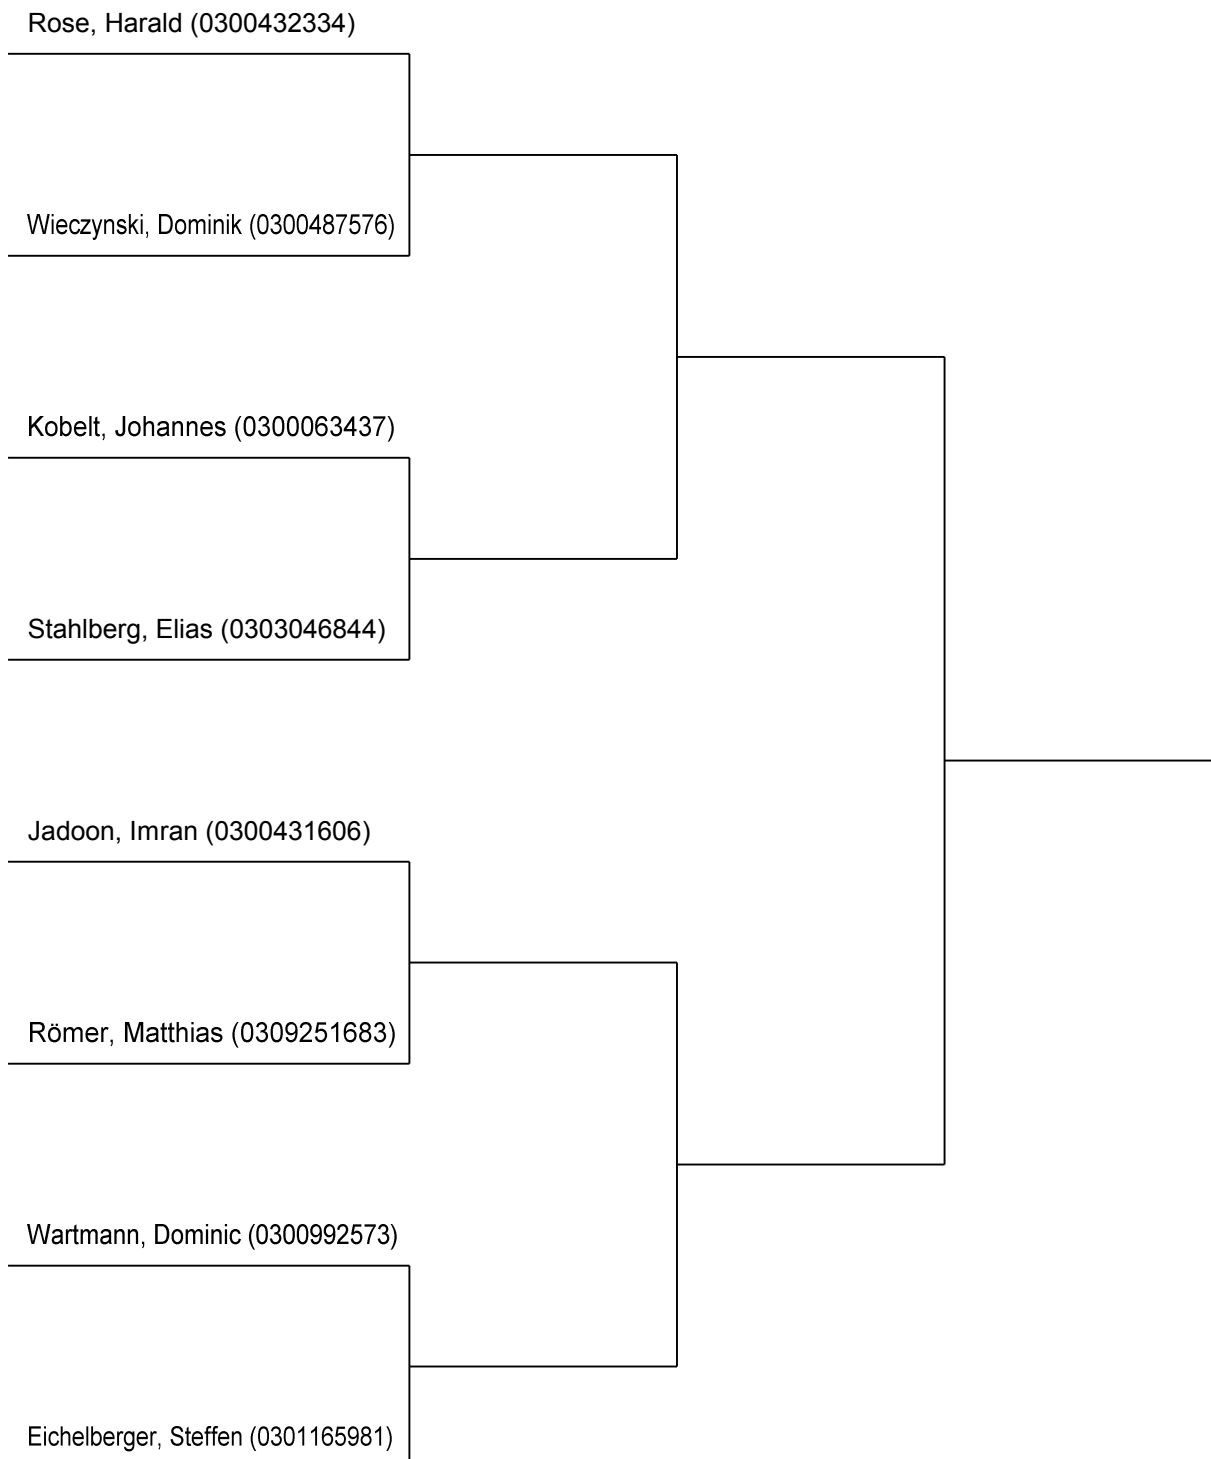 Rose, Harald (0300432334)
Wieczynski, Dominik (0300487576)
Kobelt, Johannes (0300063437)
Stahlberg, Elias (0303046844)
Jadoon, Imran (0300431606)
Römer, Matthias (0309251683)
Wartmann, Dominic (0300992573)
Eichelberger, Steffen (0301165981)